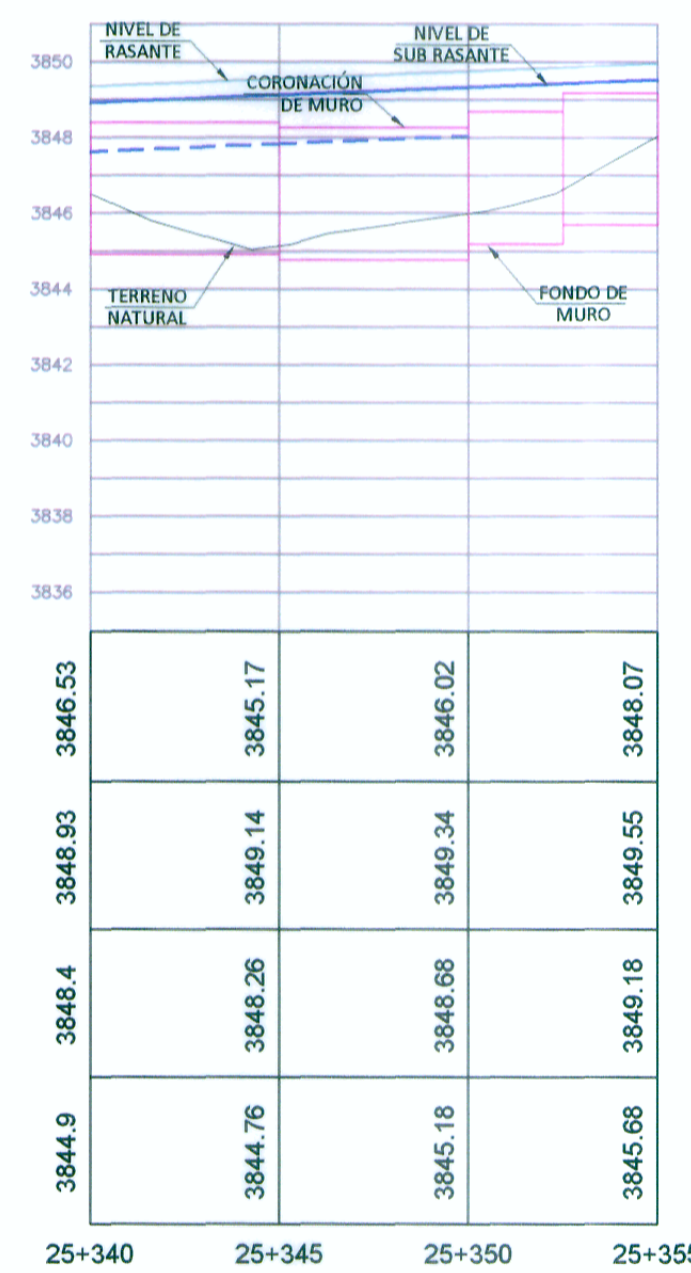 NIVEL DE
RASANTE
NIVEL DE
SUB RASANTE
CORONACIÓN
DE MURO
3850
3848
3846
3844
3842
3840
3838
3836
TERRENO
NATURAL
FONDO DE
MURO
3846.53 3845.17 3846.02 3848.07
3848.93 3849.14 3849.34 3849.55
3848.4 3848.26 3848.68 3849.18
3844.9 3844.76 3845.18 3845.68
25+340 25+345 25+350 25+355